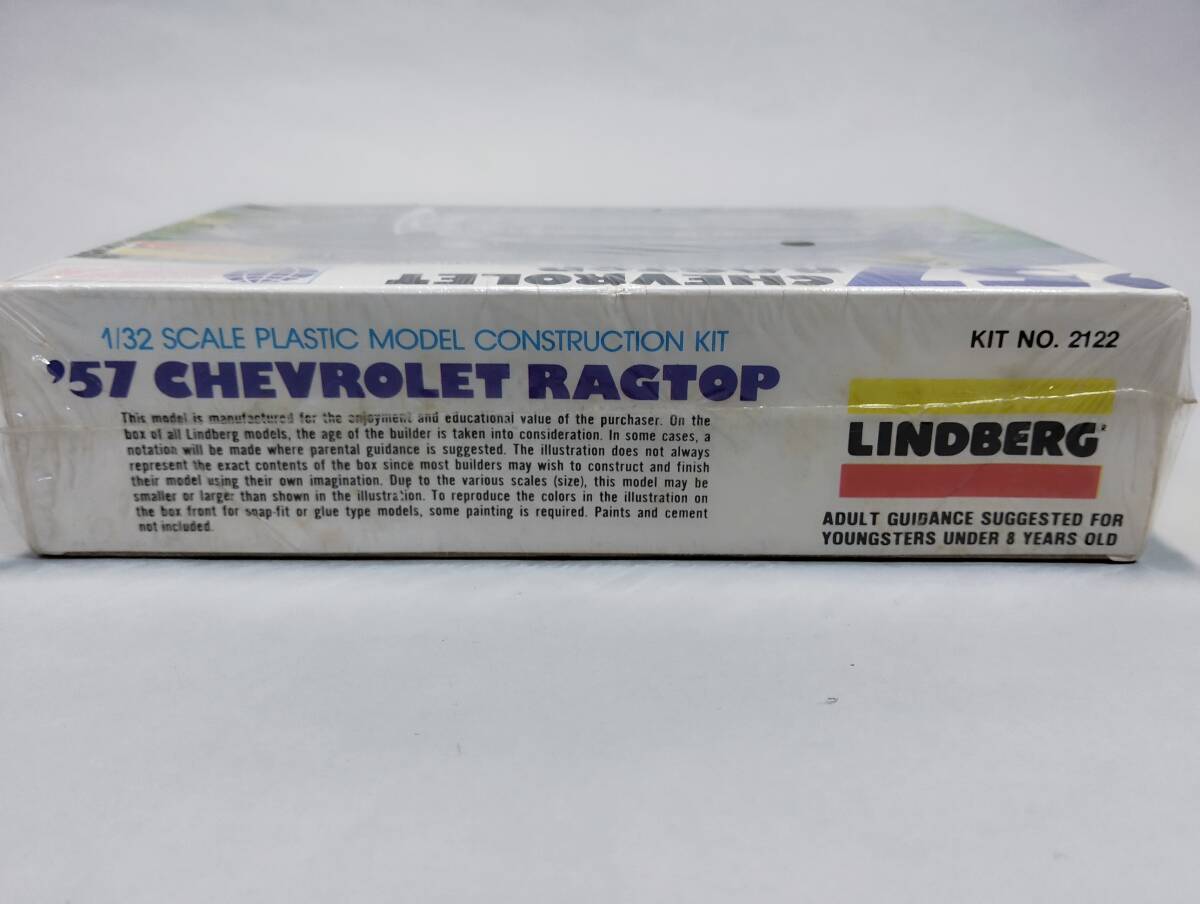 '57
CHEVROLET
1/32 SCALE PLASTIC MODEL CONSTRUCTION KIT
'57 CHEVROLET RAGTOP
This model is manufactured for the enjoyment and educational value of the purchaser. On the
box of all Lindberg models, the age of the builder is taken into consideration. In some cases, a
notation will be made where parental guidance is suggested. The illustration does not always
represent the exact contents of the box since most builders may wish to construct and finish
their model using their own imagination. Due to the various scales (size), this model may be
smaller or larger than shown in the illustration. To reproduce the colors in the illustration on
the box front for snap-fit or glue type models, some painting is required. Paints and cement
not included.
KIT NO. 2122
LINDBERG
ADULT GUIDANCE SUGGESTED FOR
YOUNGSTERS UNDER 8 YEARS OLD